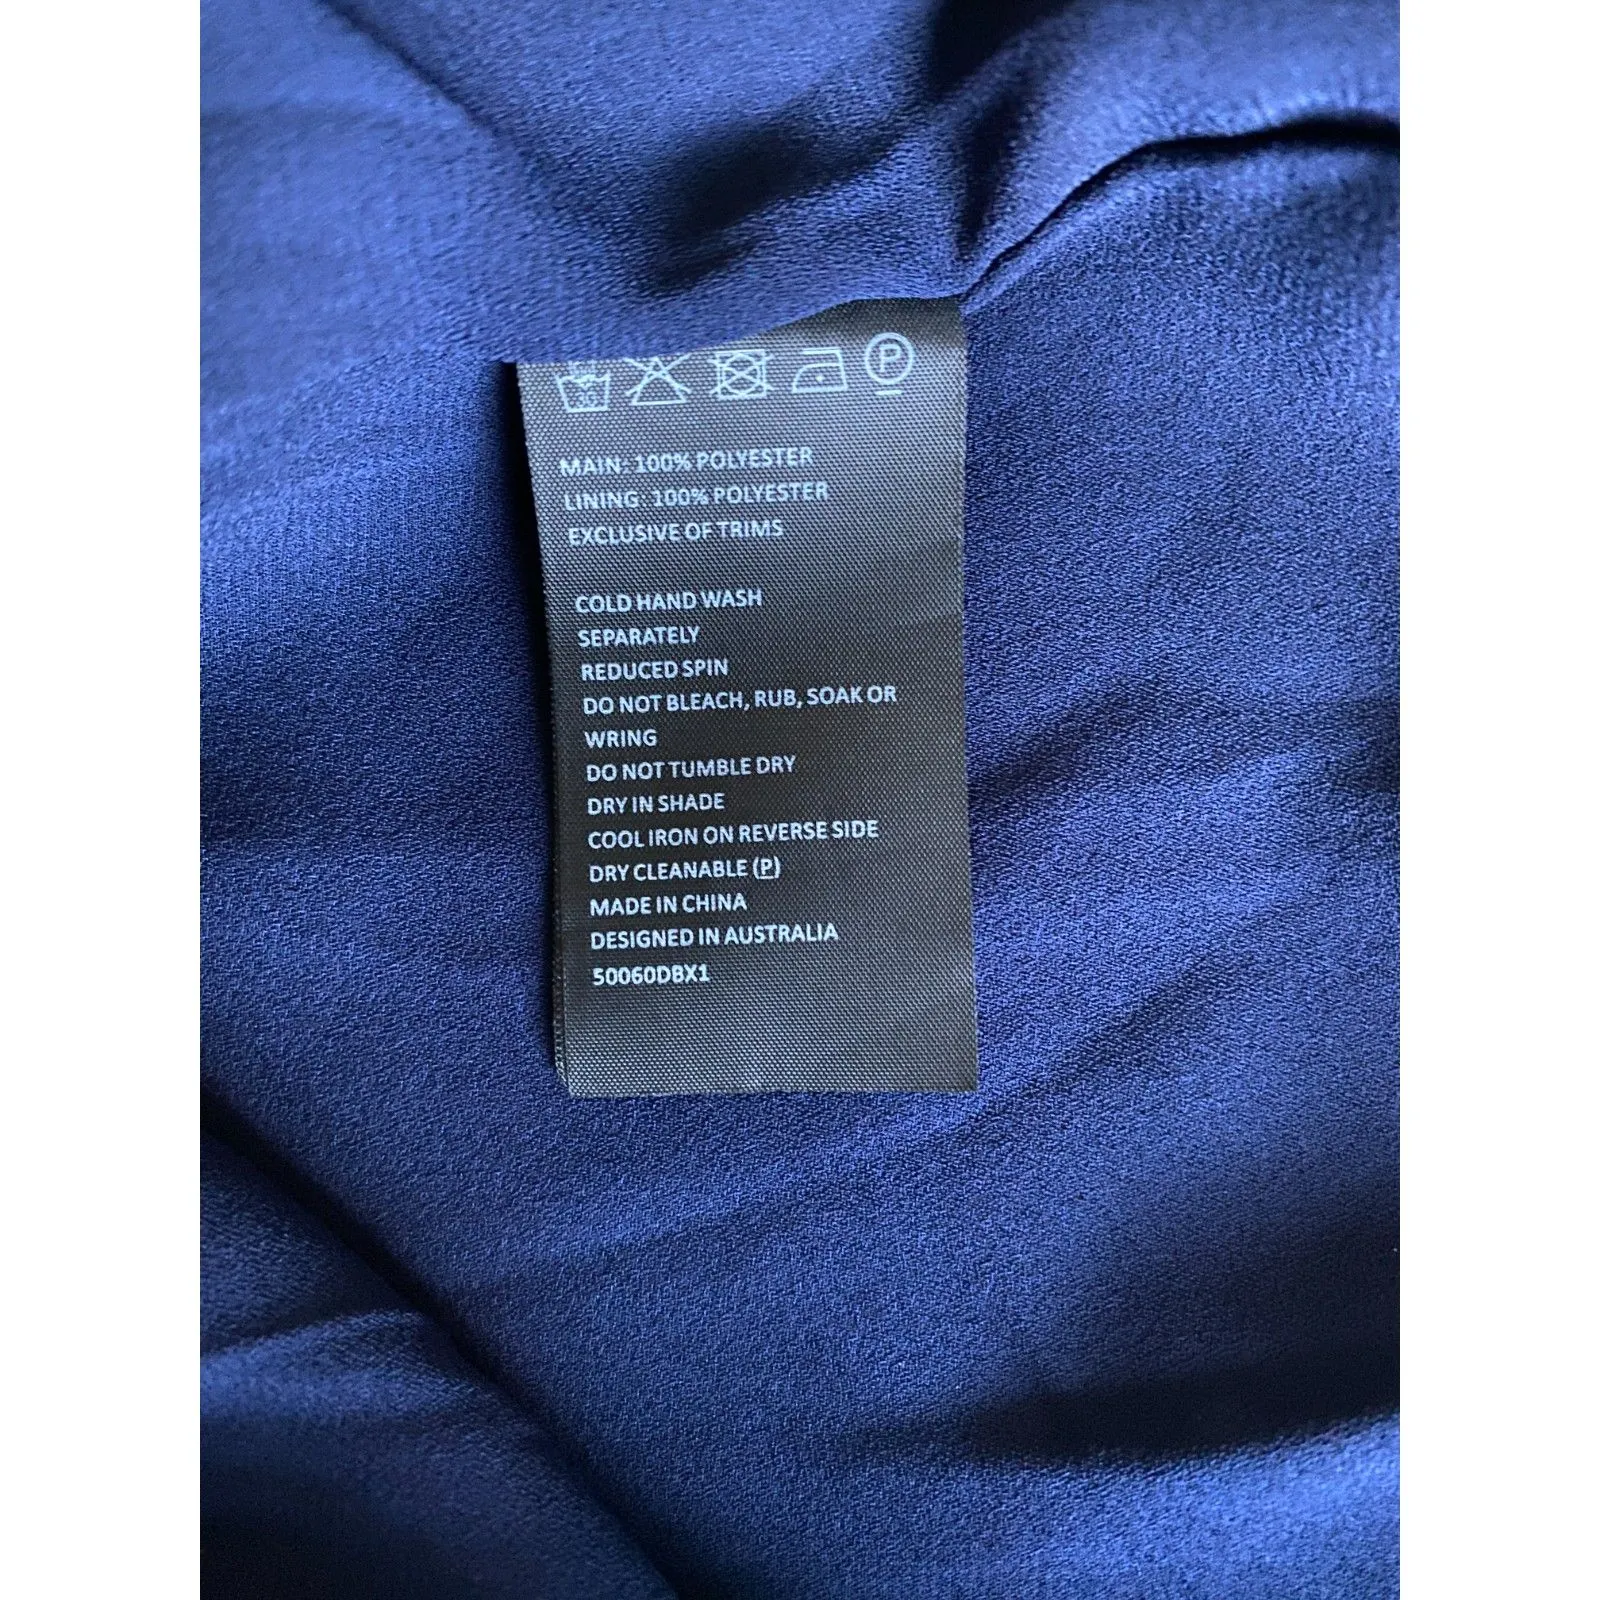 30
P
MAIN: 100% POLYESTER
LINING 100% POLYESTER
EXCLUSIVE OF TRIMS
COLD HAND WASH
SEPARATELY
REDUCED SPIN
DO NOT BLEACH, RUB, SOAK OR
WRING
DO NOT TUMBLE DRY
DRY IN SHADE
COOL IRON ON REVERSE SIDE
DRY CLEANABLE (P)
MADE IN CHINA
DESIGNED IN AUSTRALIA
50060DBX1